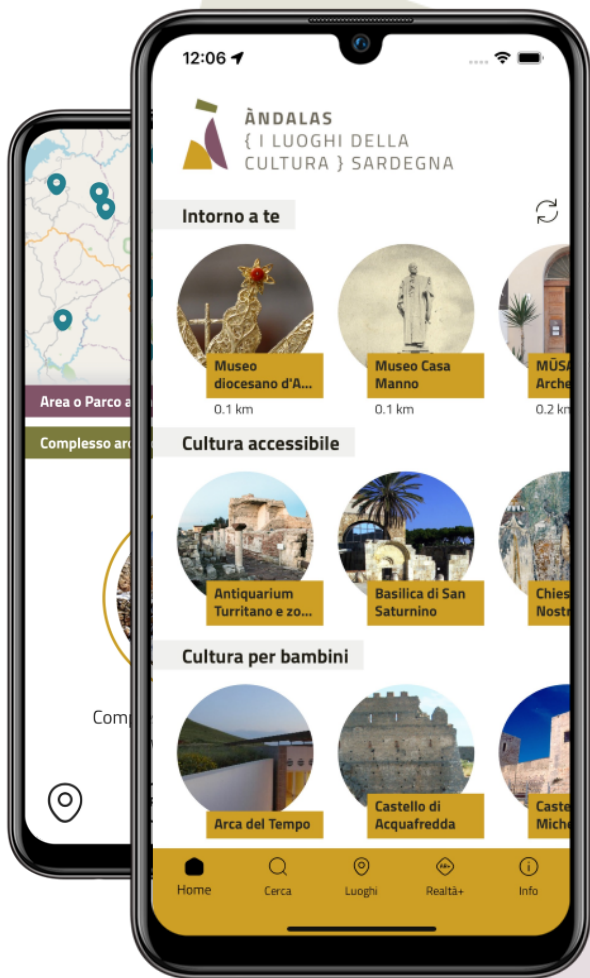 12:06
ÀNDALAS
{ I LUOGHI DELLA
CULTURA } SARDEGNA
Intorno a te
Museo
diocesano d'A...
0.1 km
Museo Casa
Manno
0.1 km
0.2
Cultura accessibile
Antiquarium
Turritano e zo...
Basilica di San
Saturnino
Cultura per bambini
Arca del Tempo
Castello di
Acquafredda
Home
Cerca
Luoghi
Realtà+
Info
Area o Parco
Complesso